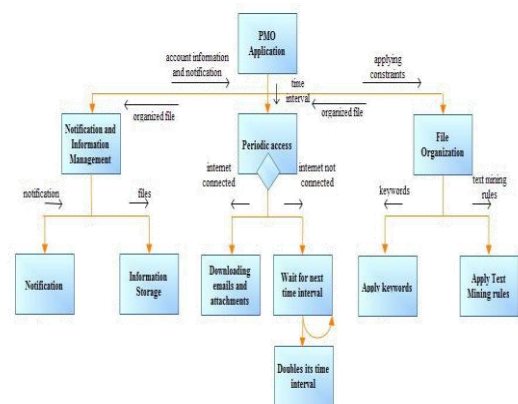 PMO
Application
account information
and notification
time
interval
applying
constraints
organized file
organized file
Notification and
Information
Management
Periodic access
File
Organization
internet
connected
internet not
connected
notification
files
keywords
text mining
rules
Notification
Information
Storage
Downloading
emails and
attachments
Wait for next
time interval
Apply keywords
Apply Text
Mining rules
Doubles its time
interval